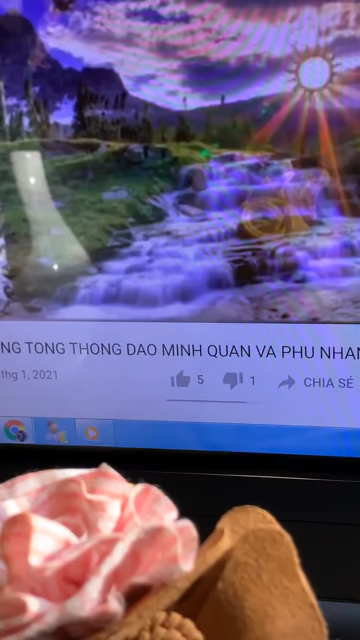 NG TONG THONG DAO MINH QUAN VA PHU NHAN
thg 1, 2021
5
1
CHIA SẺ